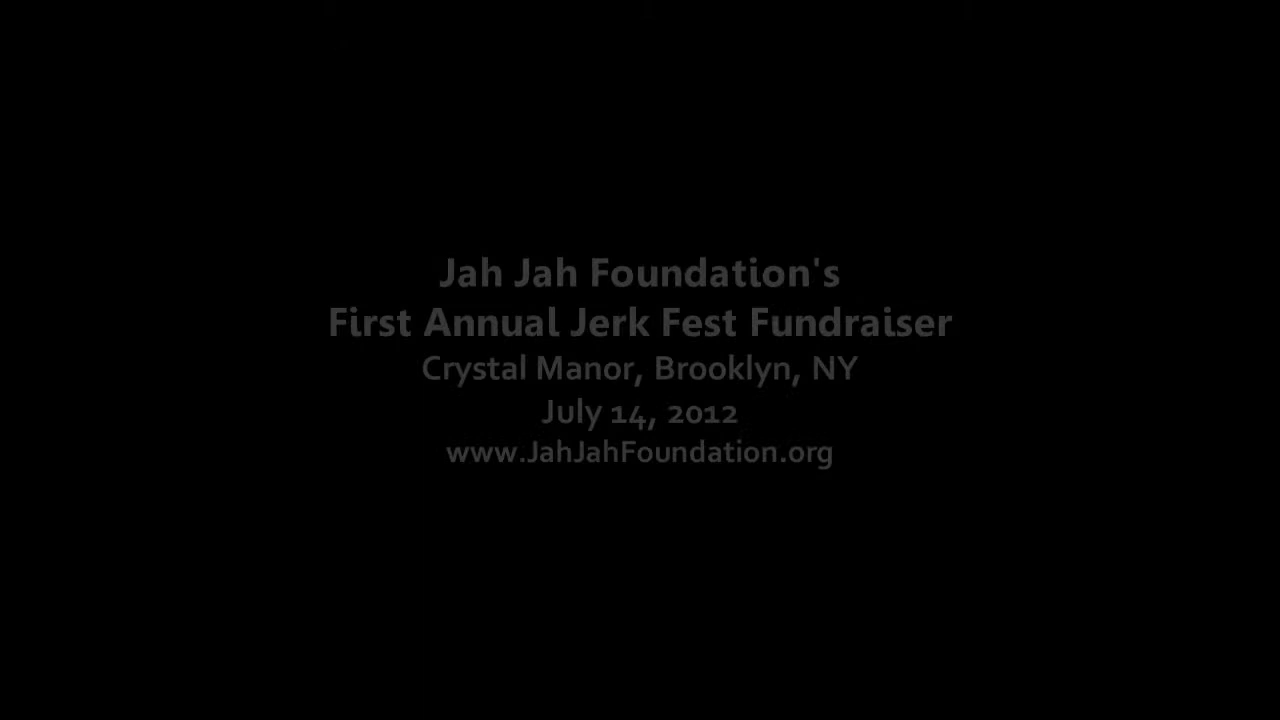 Jah Jah Foundation's
First Annual Jerk Fest Fundraiser
Crystal Manor, Brooklyn, NY
July 14, 2012
www.JahJahFoundation.org